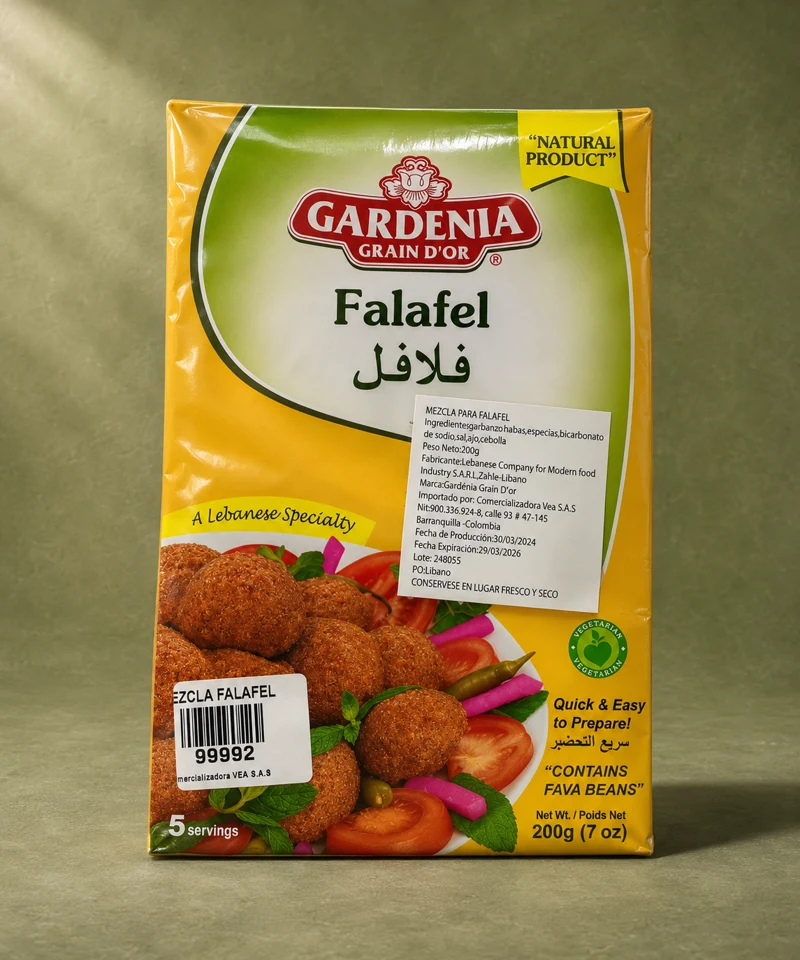 "NATURAL
PRODUCT"
GARDENIA
GRAIN D'OR
®
Falafel
فلافل
MEZCLA PARA FALAFEL
Ingredientesgarbanzohabas,especias,bicarbonato
de sodio,sal,ajo,cebolla
Peso Neto:200g
Fabricante:Lebanese Company for Modern food
Industry S.A.R.L,Zahle-Libano
Marca:Gardénia Grain D'or
Importado por: Comercializadora Vea S.A.S
Nit:900.336.924-8, calle 93 # 47-145
Barranquilla -Colombia
Fecha de Producción:30/03/2024
Fecha Expiración:29/03/2026
Lote: 248055
PO:Libano
CONSERVESE EN LUGAR FRESCO Y SECO
A Lebanese Specialty
VEGETARIAN
VEGETARIAN
EZCLA FALAFEL
99992
mercializadora VEA S.A.S
Quick & Easy
to Prepare!
سريع التحضير
"CONTAINS
FAVA BEANS"
5 servings
Net Wt. / Poids Net
200g (7 oz)